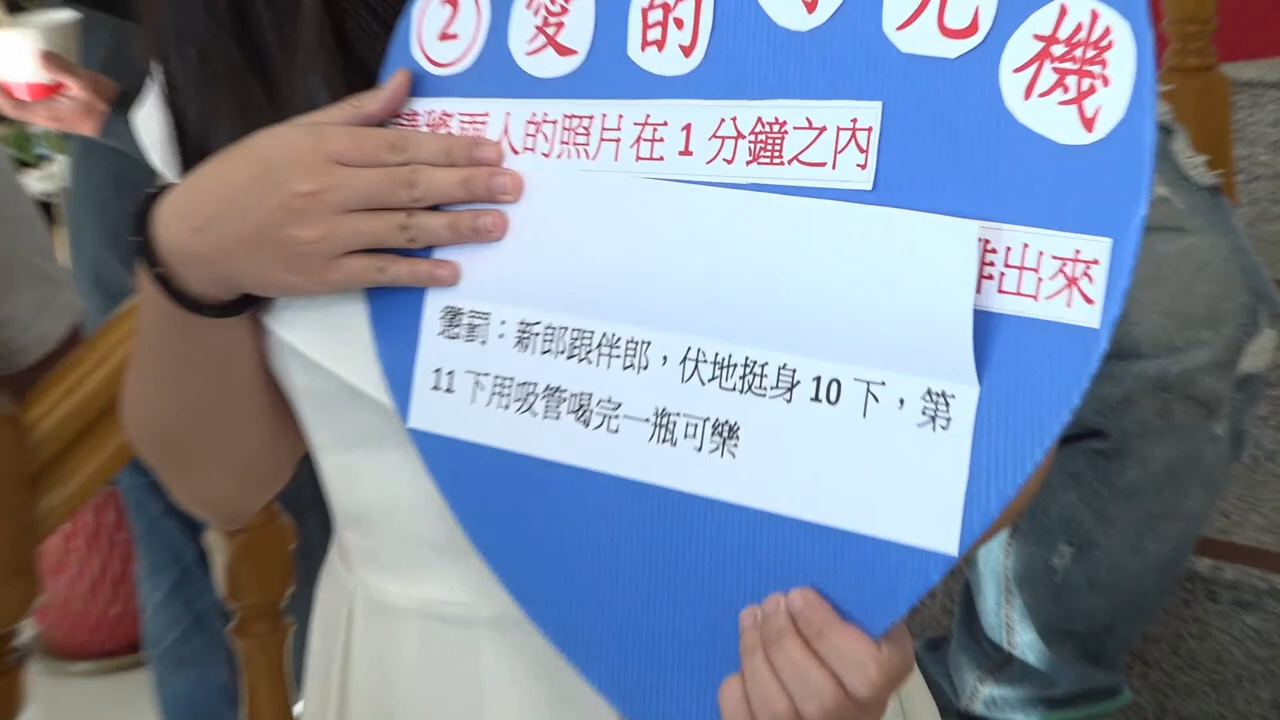 ② 愛的 機
兩人的照片在 1 分鐘之內
出來
懲罰：新郎跟伴郎，伏地挺身 10 下，第
11 下用吸管喝完一瓶可樂